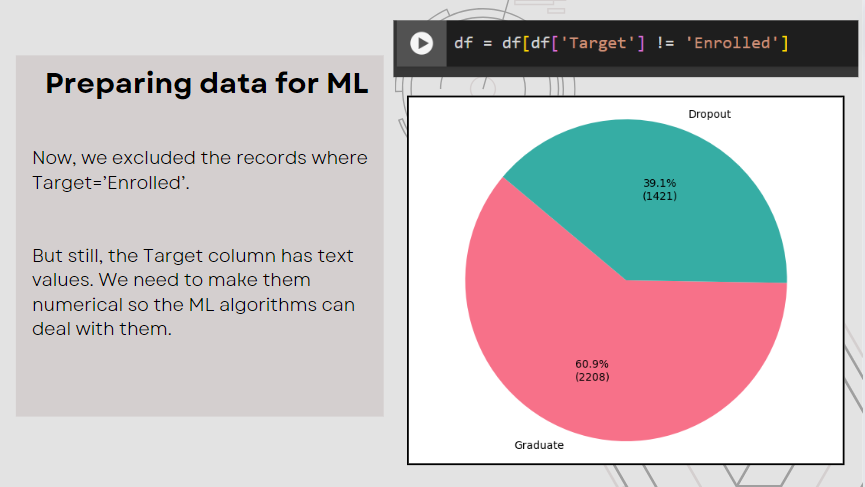 df = df[df['Target'] != 'Enrolled']
Preparing data for ML
Now, we excluded the records where
Target=’Enrolled’.
But still, the Target column has text
values. We need to make them
numerical so the ML algorithms can
deal with them.
Dropout
39.1%
(1421)
60.9%
(2208)
Graduate